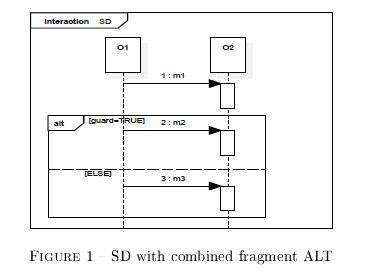 Interaction SD
O1 O2
1 : m1
alt [guard=TRUE] 2 : m2
[ELSE]
3 : m3
FIGURE 1 – SD with combined fragment ALT